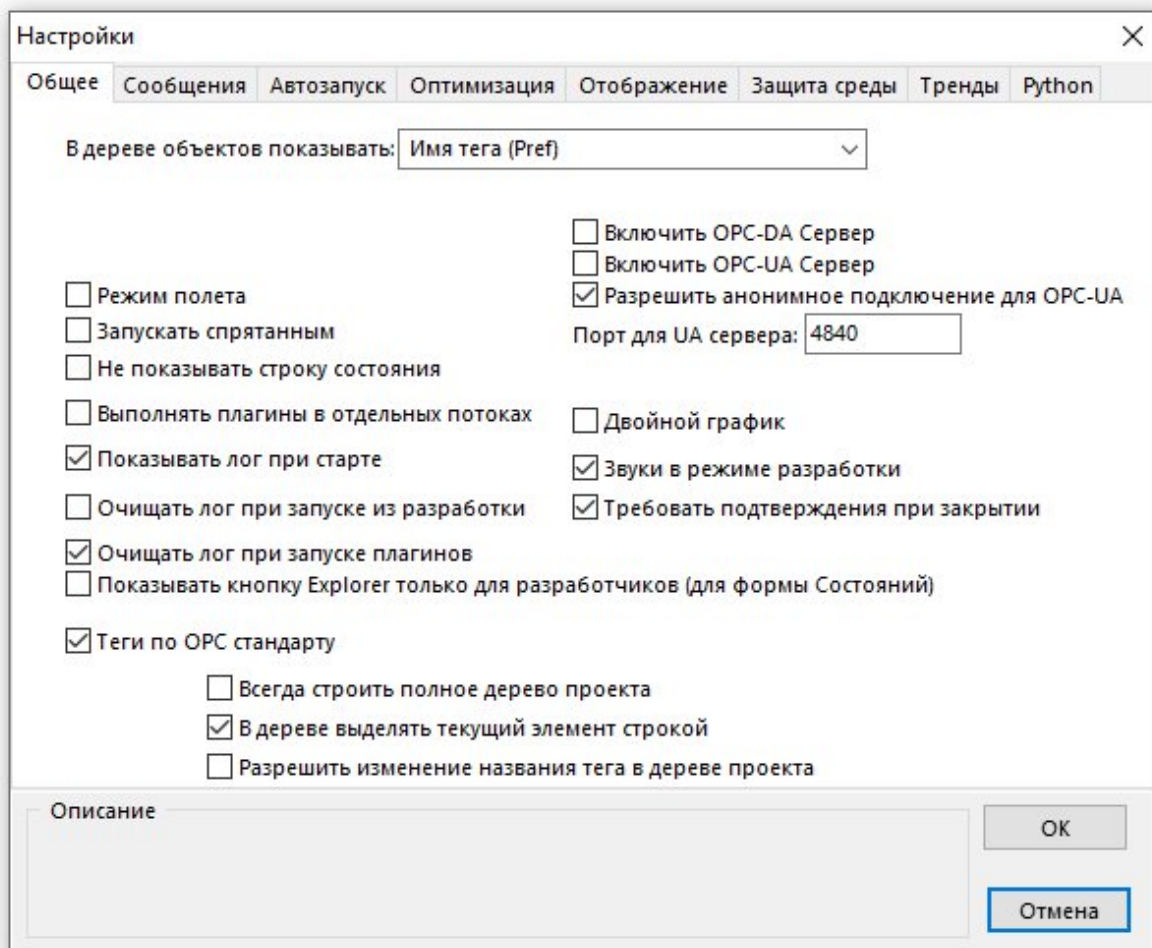 Настройки
Общее Сообщения Автозапуск Оптимизация Отображение Защита среды Тренды Python
В дереве объектов показывать: Имя тега (Pref)
Включить OPC-DA Сервер
Включить OPC-UA Сервер
Режим полета Разрешить анонимное подключение для OPC-UA
Запускать спрятанным Порт для UA сервера: 4840
Не показывать строку состояния
Выполнять плагины в отдельных потоках Двойной график
Показывать лог при старте Звуки в режиме разработки
Очищать лог при запуске из разработки Требовать подтверждения при закрытии
Очищать лог при запуске плагинов
Показывать кнопку Explorer только для разработчиков (для формы Состояний)
Теги по OPC стандарту
Всегда строить полное дерево проекта
В дереве выделять текущий элемент строкой
Разрешить изменение названия тега в дереве проекта
Описание
OK
Отмена